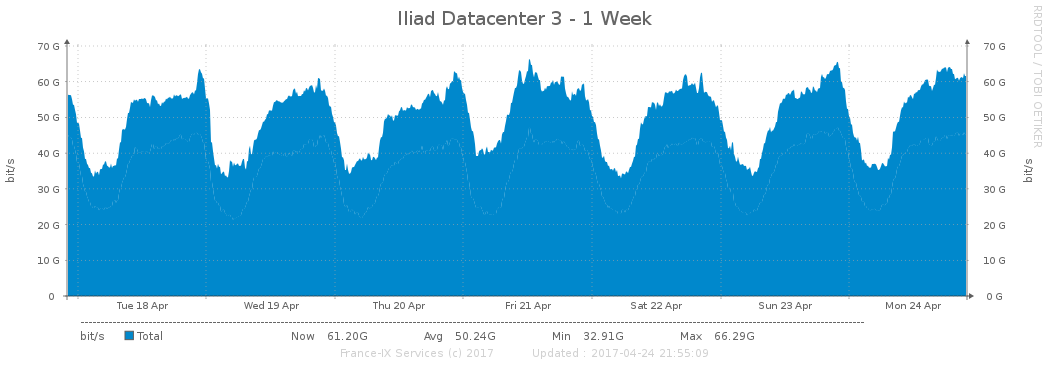 Iliad Datacenter 3 - 1 Week
RRDTOOL / TOBI OETIKER
70 G 70 G
60 G 60 G
50 G 50 G
40 G 40 G
30 G 30 G
20 G 20 G
10 G 10 G
0 0 G
bit/s bit/s
Tue 18 Apr Wed 19 Apr Thu 20 Apr Fri 21 Apr Sat 22 Apr Sun 23 Apr Mon 24 Apr
bit/s Total Now 61.20G Avg 50.24G Min 32.91G Max 66.29G
France-IX Services (c) 2017 Updated : 2017-04-24 21:55:09